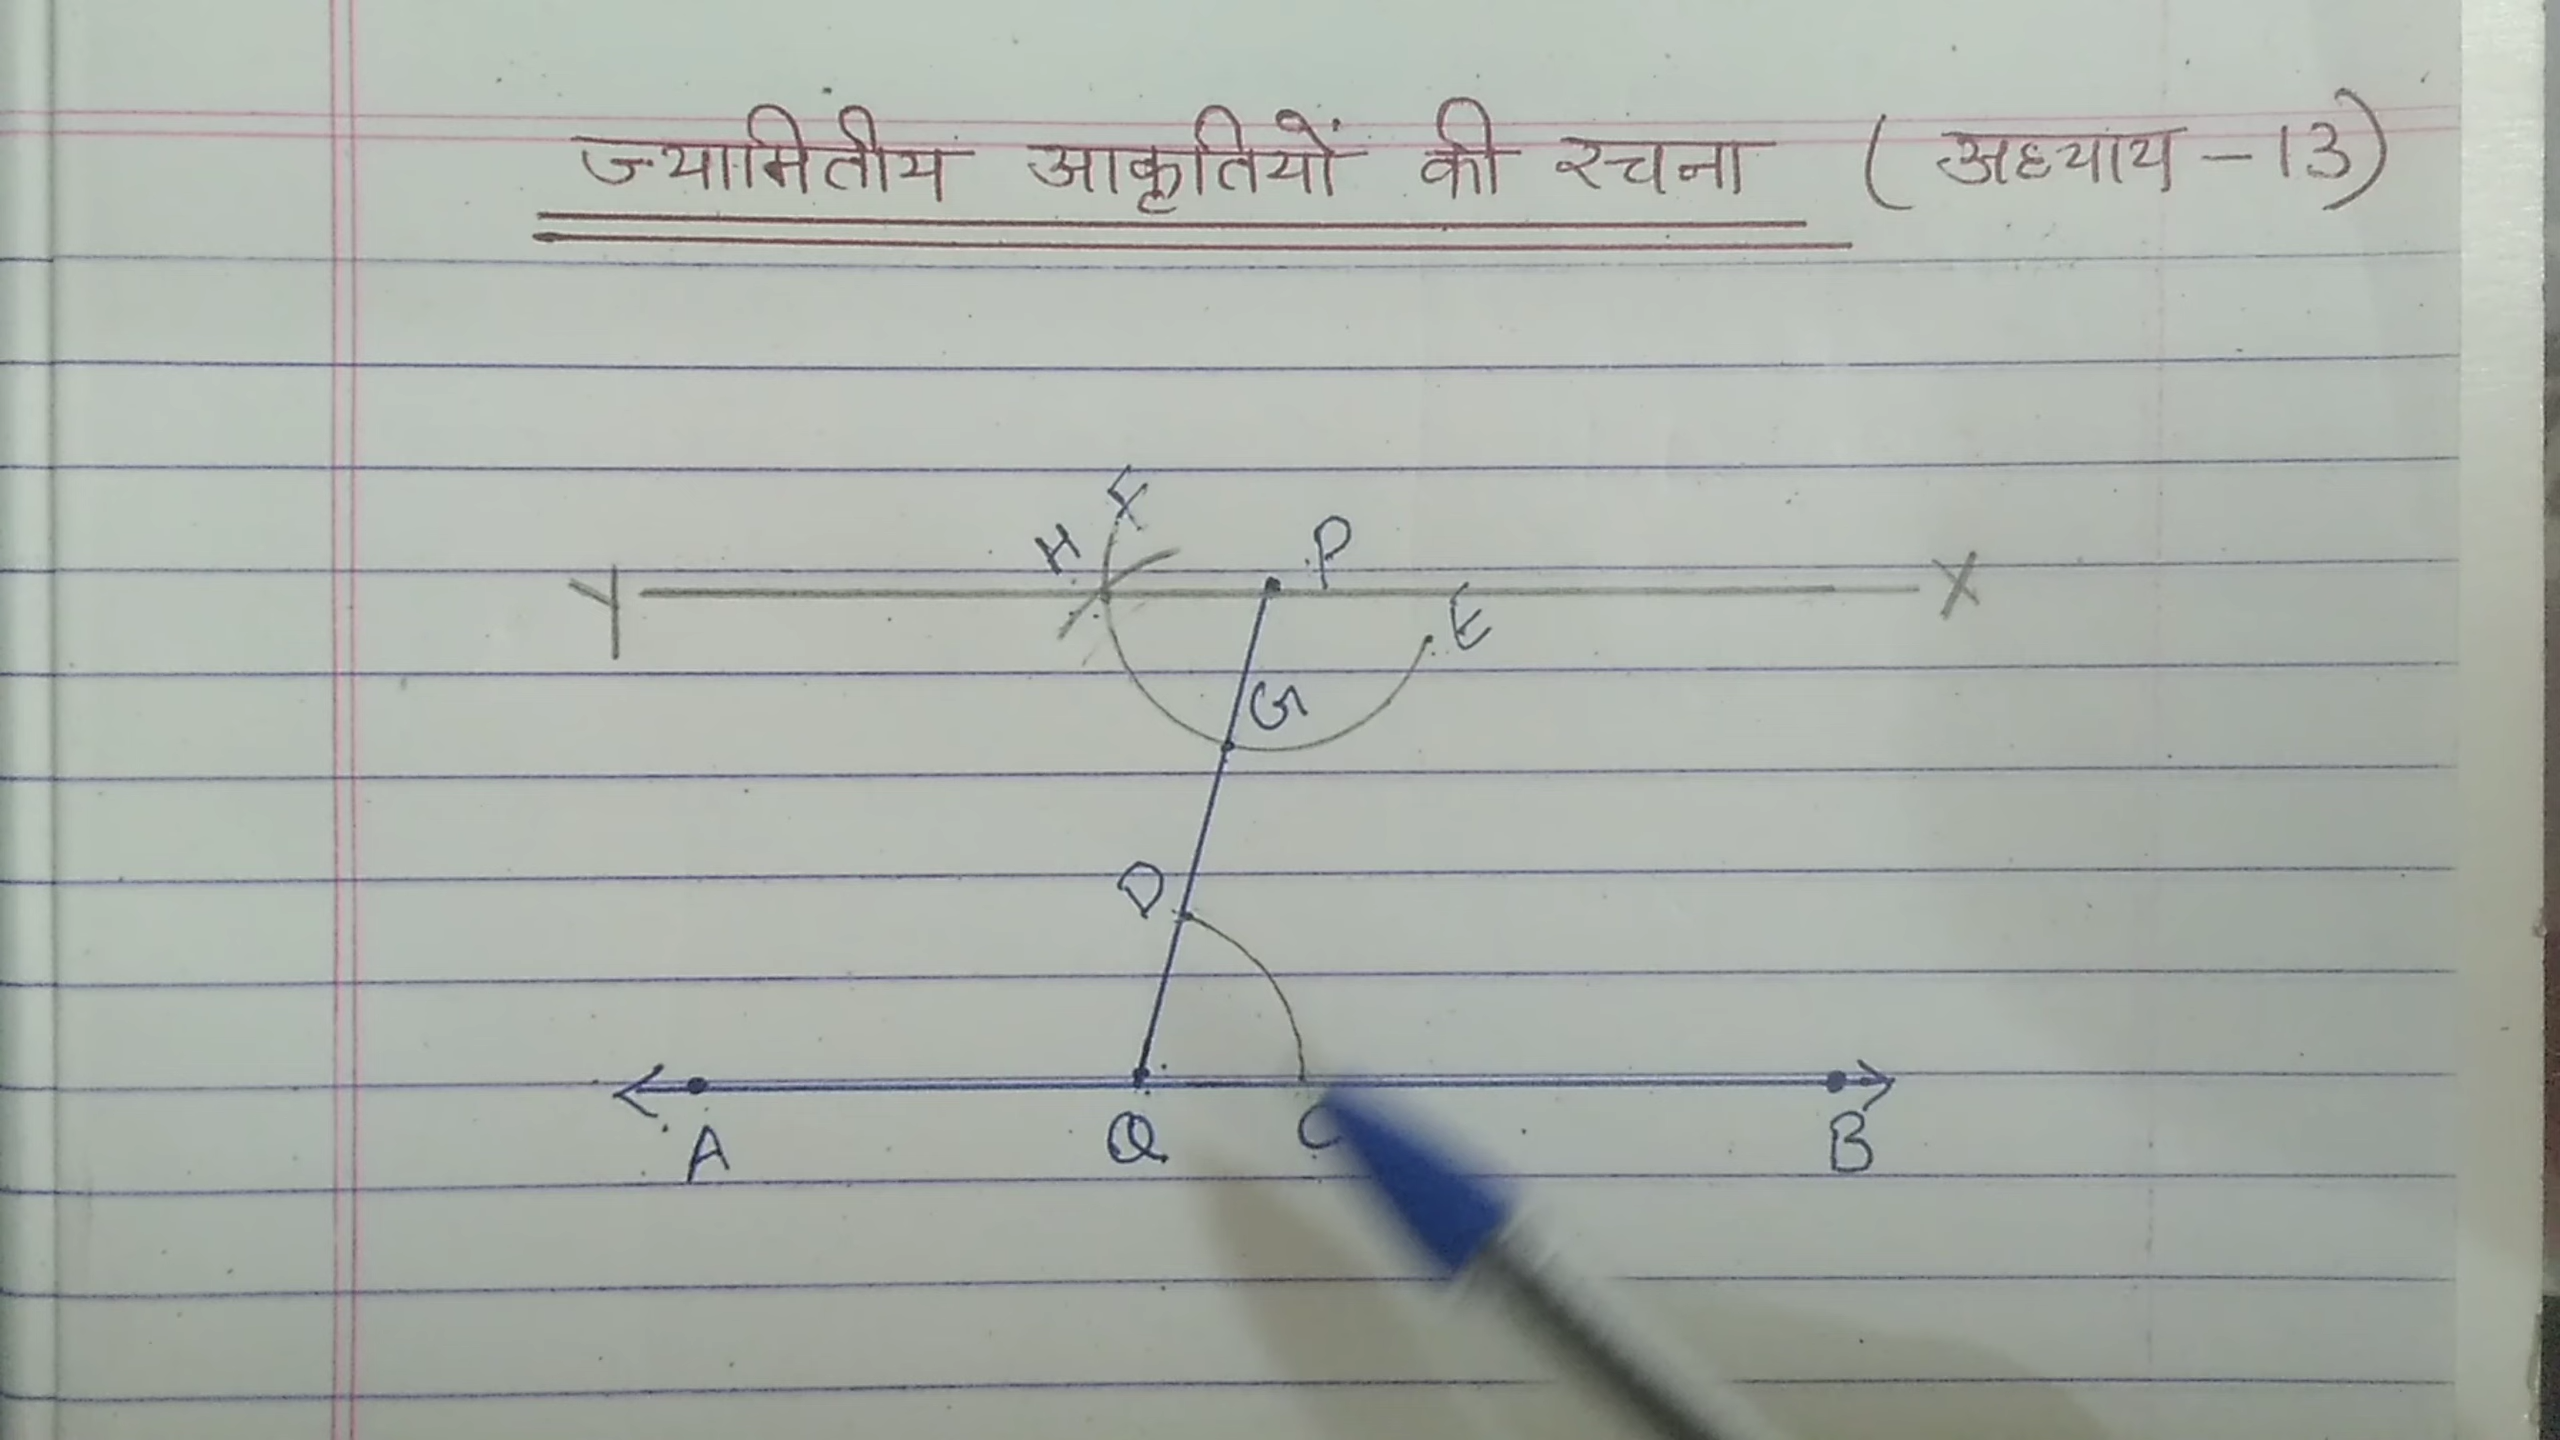 ज्यामितीय आकृतियों की रचना (अध्याय - 13)
F
H P
Y E X
G
D
A Q C B